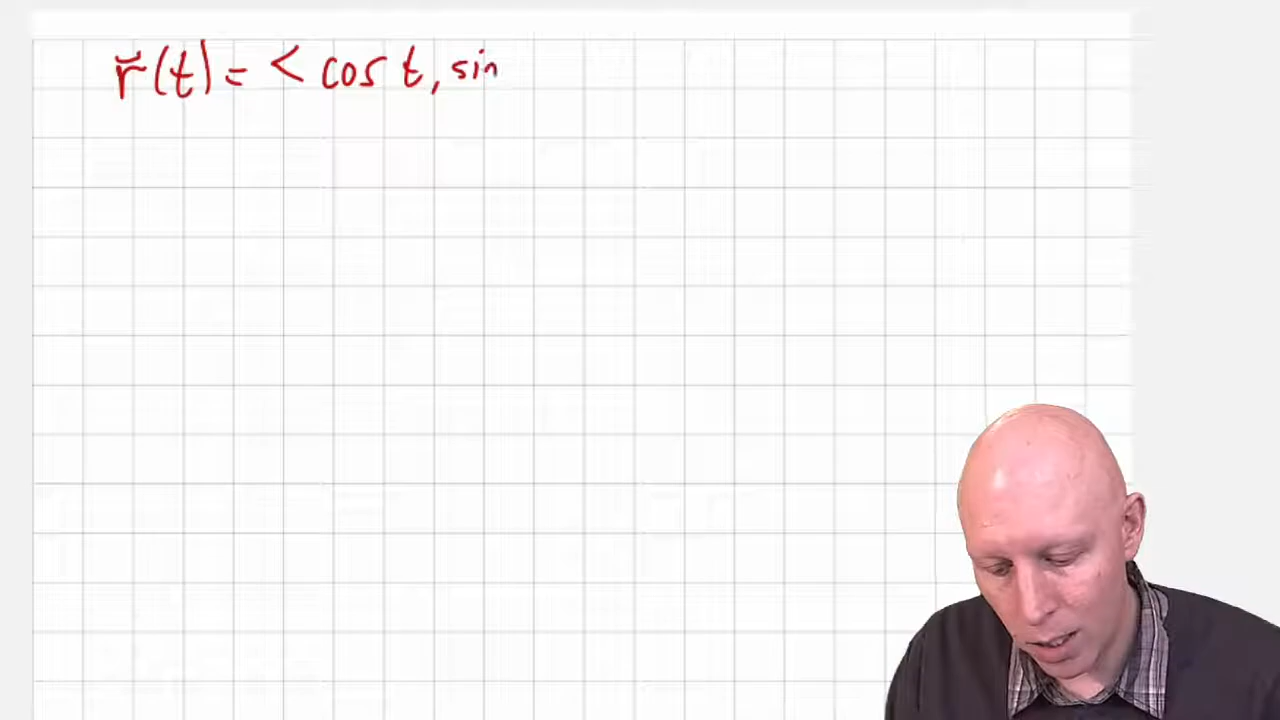 r⃗(t) = < cos t, sin